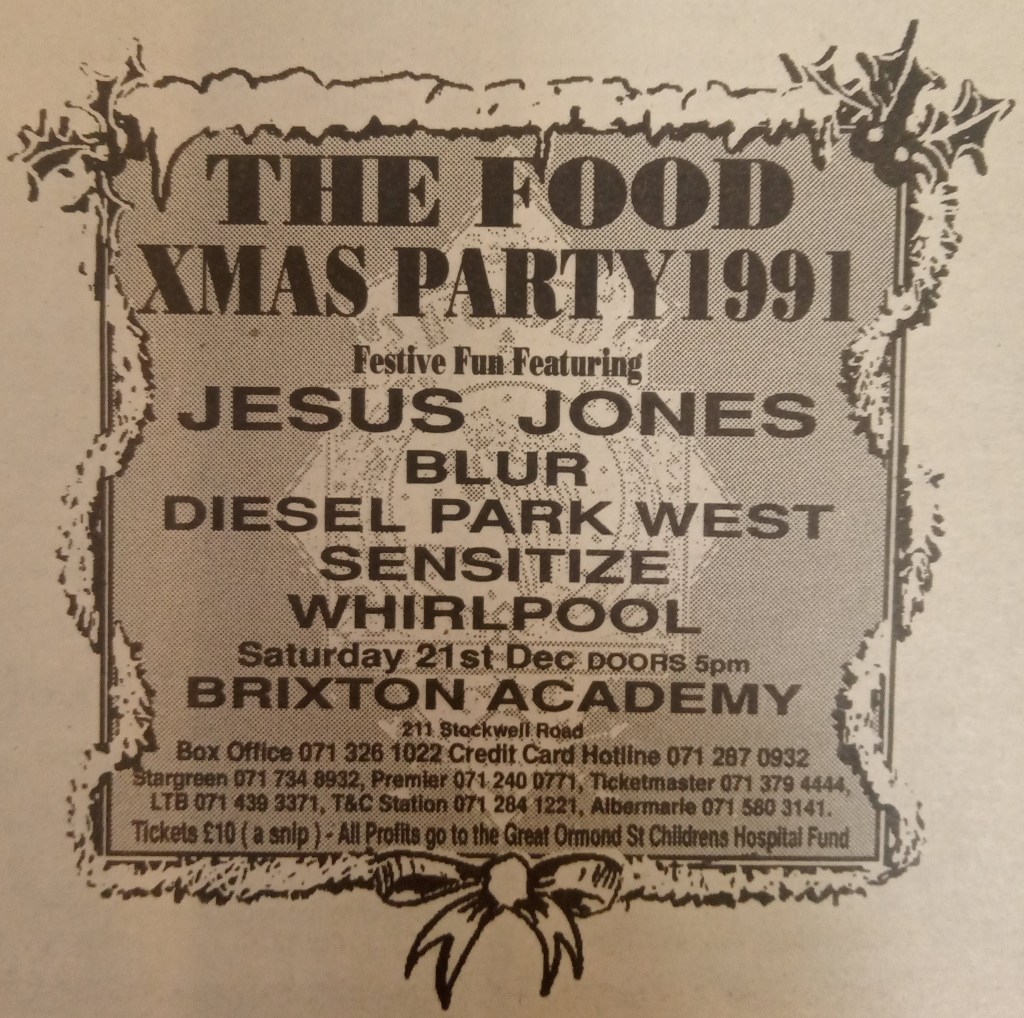 THE FOOD
XMAS PARTY 1991
Festive Fun Featuring
JESUS JONES
BLUR
DIESEL PARK WEST
SENSITIZE
WHIRLPOOL
Saturday 21st Dec DOORS 5pm
BRIXTON ACADEMY
211 Stockwell Road
Box Office 071 326 1022 Credit Card Hotline 071 287 0932
Stargreen 071 734 8932, Premier 071 240 0771, Ticketmaster 071 379 4444,
LTB 071 439 3371, T&C Station 071 284 1221, Albermarle 071 580 3141.
Tickets £10 ( a snip ) - All Profits go to the Great Ormond St Childrens Hospital Fund